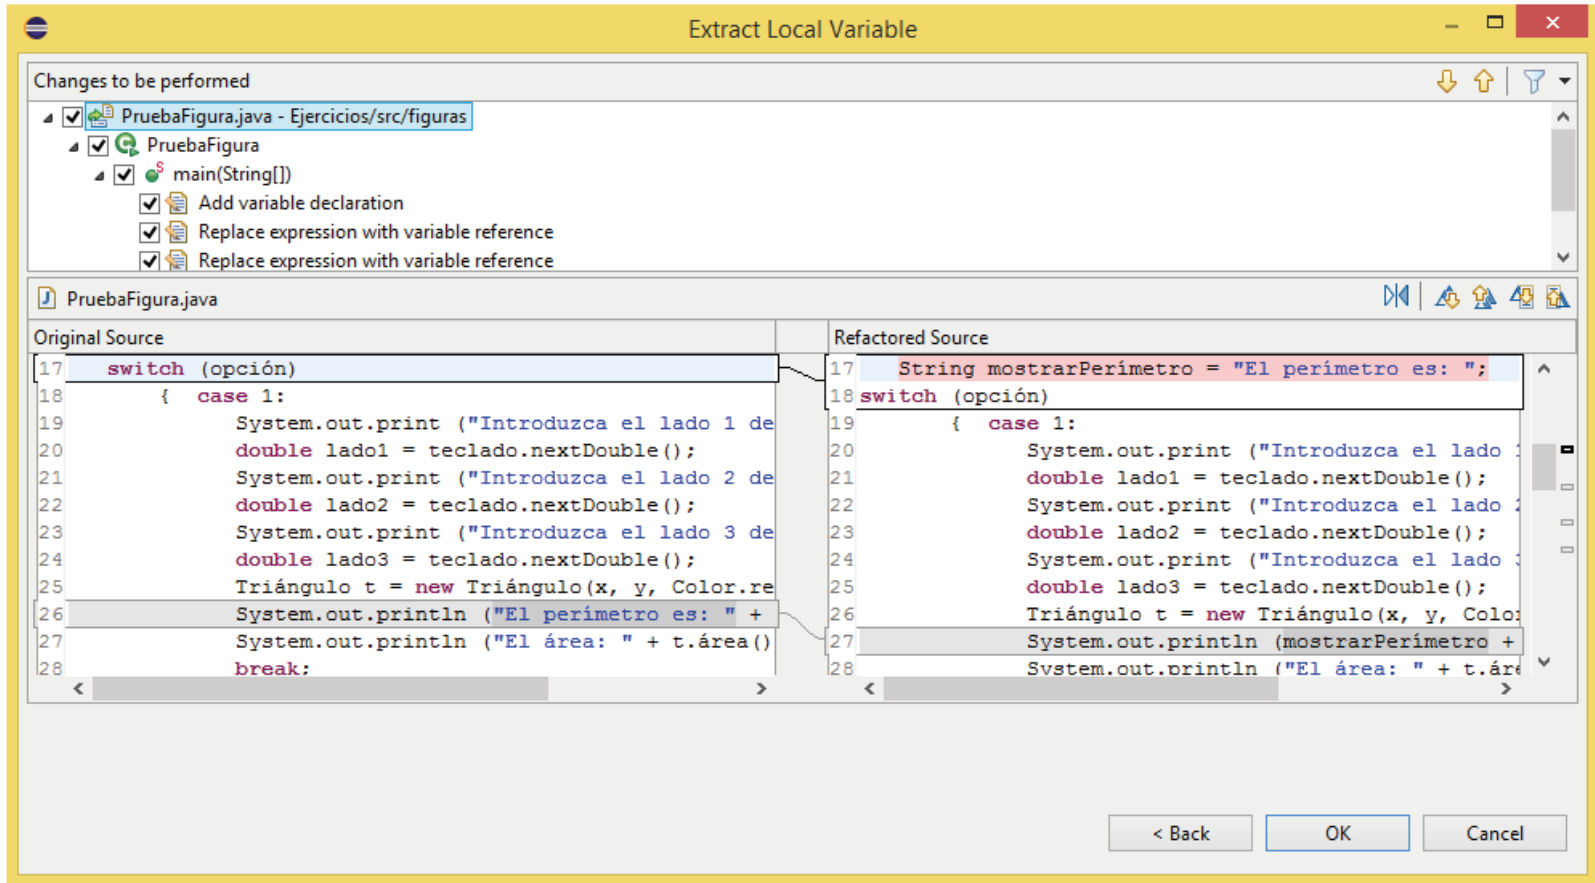 Extract Local Variable
Changes to be performed
PruebaFigura.java - Ejercicios/src/figuras
PruebaFigura
main(String[])
Add variable declaration
Replace expression with variable reference
Replace expression with variable reference
PruebaFigura.java
Original Source
17 switch (opción)
18 { case 1:
19 System.out.print ("Introduzca el lado 1 de
20 double lado1 = teclado.nextDouble();
21 System.out.print ("Introduzca el lado 2 de
22 double lado2 = teclado.nextDouble();
23 System.out.print ("Introduzca el lado 3 de
24 double lado3 = teclado.nextDouble();
25 Triángulo t = new Triángulo(x, y, Color.re
26 System.out.println ("El perímetro es: " +
27 System.out.println ("El área: " + t.área()
28 break;
Refactored Source
17 String mostrarPerímetro = "El perímetro es: ";
18 switch (opción)
19 { case 1:
20 System.out.print ("Introduzca el lado 1
21 double lado1 = teclado.nextDouble();
22 System.out.print ("Introduzca el lado 2
23 double lado2 = teclado.nextDouble();
24 System.out.print ("Introduzca el lado 3
25 double lado3 = teclado.nextDouble();
26 Triángulo t = new Triángulo(x, y, Color
27 System.out.println (mostrarPerímetro +
28 System.out.println ("El área: " + t.áre
< Back
OK
Cancel